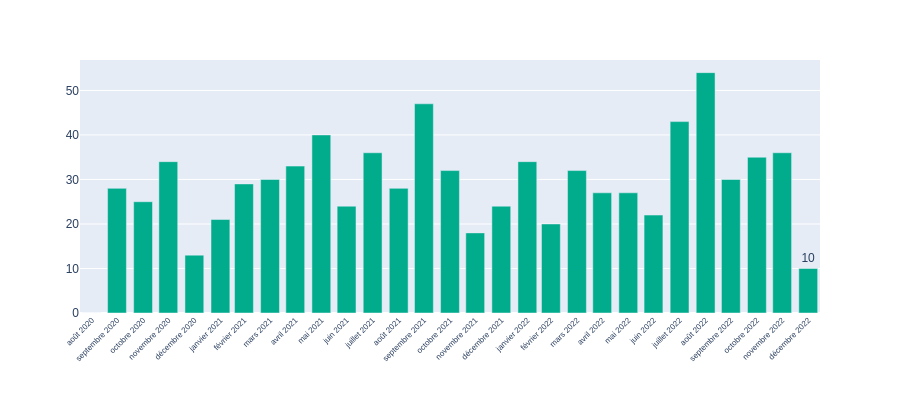 50
40
30
20
10
0
10
août 2020
septembre 2020
octobre 2020
novembre 2020
décembre 2020
janvier 2021
février 2021
mars 2021
avril 2021
mai 2021
juin 2021
juillet 2021
août 2021
septembre 2021
octobre 2021
novembre 2021
décembre 2021
janvier 2022
février 2022
mars 2022
avril 2022
mai 2022
juin 2022
juillet 2022
août 2022
septembre 2022
octobre 2022
novembre 2022
décembre 2022